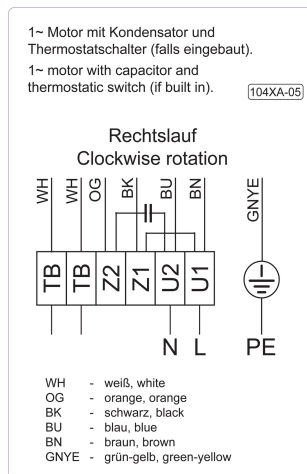 1~ Motor mit Kondensator und
Thermostatschalter (falls eingebaut).
1~ motor with capacitor and
thermostatic switch (if built in).
104XA-05
Rechtslauf
Clockwise rotation
WH WH OG BK BU BN GNYE
TB TB Z2 Z1 U2 U1
N L PE
WH - weiß, white
OG - orange, orange
BK - schwarz, black
BU - blau, blue
BN - braun, brown
GNYE - grün-gelb, green-yellow